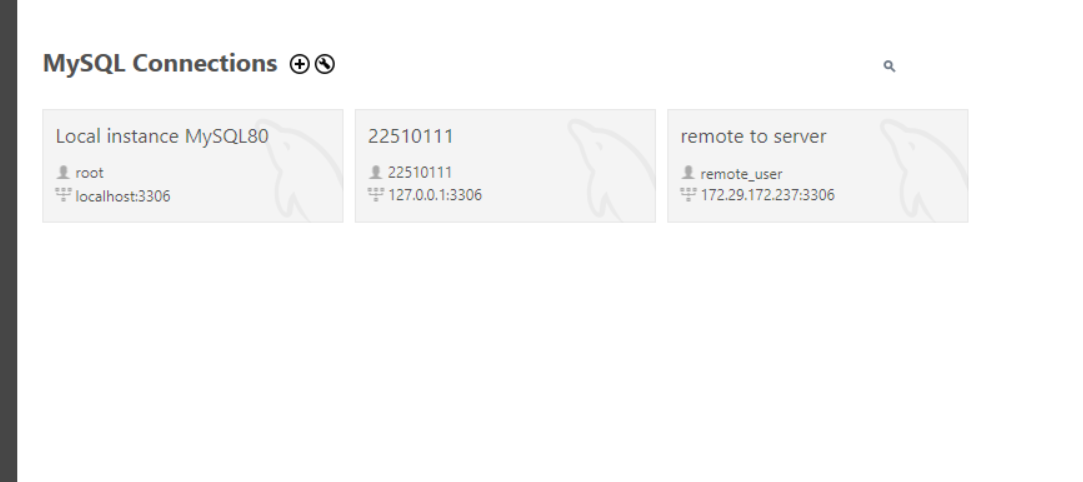 MySQL Connections
Local instance MySQL80
root
localhost:3306
22510111
22510111
127.0.0.1:3306
remote to server
remote_user
172.29.172.237:3306